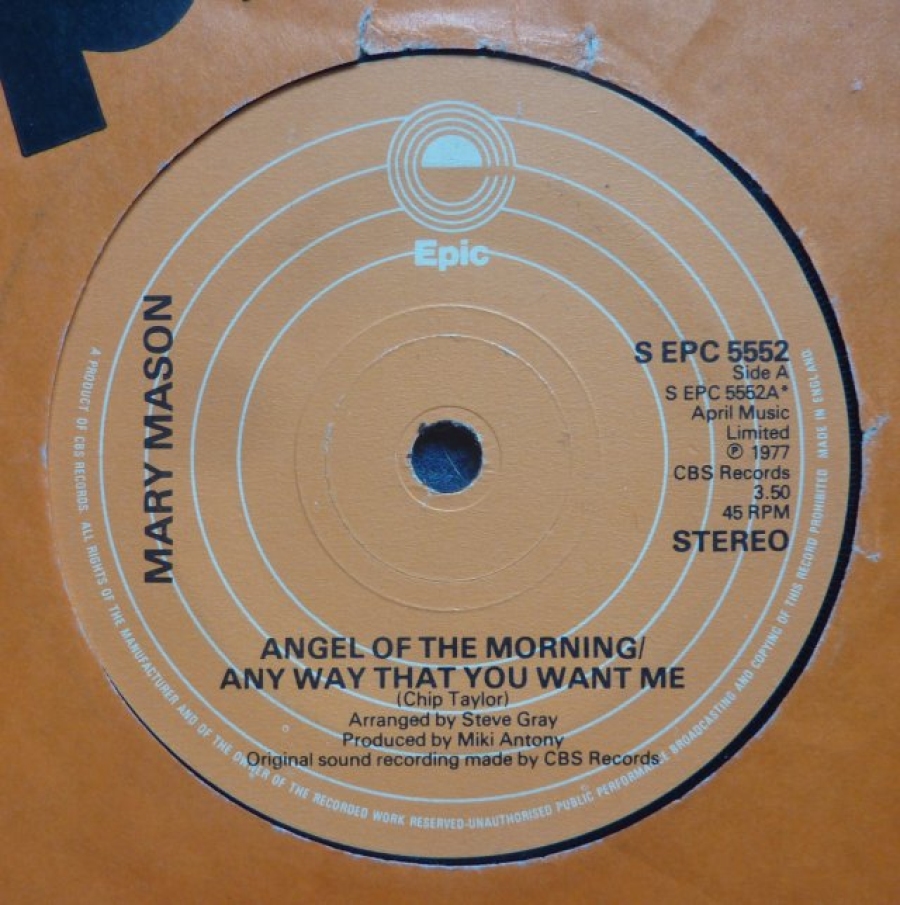 Epic
MARY MASON
S EPC 5552
Side A
S EPC 5552A*
April Music
Limited
Ⓟ 1977
CBS Records
3.50
45 RPM
STEREO
ANGEL OF THE MORNING/
ANY WAY THAT YOU WANT ME
(Chip Taylor)
Arranged by Steve Gray
Produced by Miki Antony
Original sound recording made by CBS Records.
A PRODUCT OF CBS RECORDS. ALL RIGHTS OF THE MANUFACTURER AND OF THE OWNER OF THE RECORDED WORK RESERVED-UNAUTHORISED PUBLIC PERFORMANCE BROADCASTING AND COPYING OF THIS RECORD PROHIBITED MADE IN ENGLAND